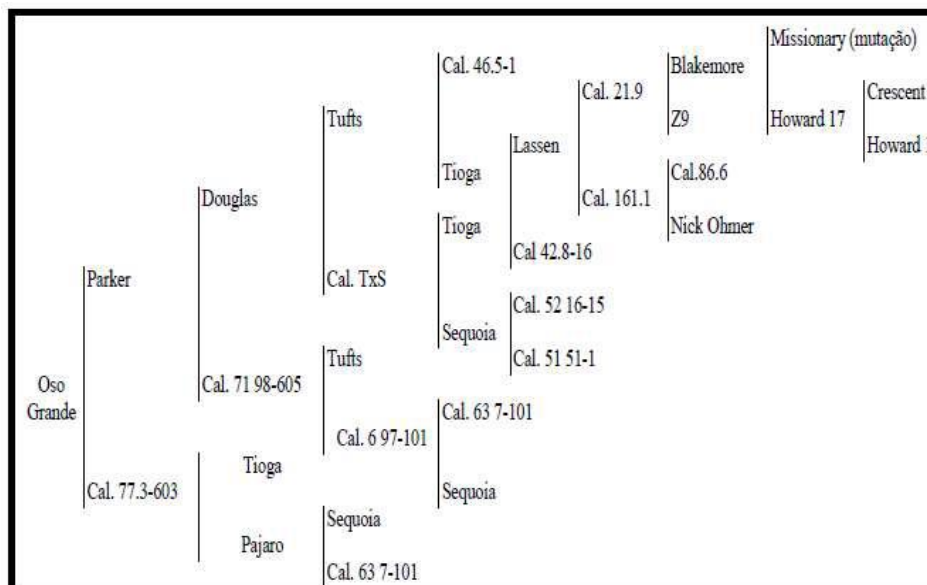 Missionary (mutação)
Cal. 46.5-1
Blakemore
Cal. 21.9
Crescent
Tufts
Z9
Howard 17
Lassen
Howard
Tioga
Cal.86.6
Douglas
Cal. 161.1
Tioga
Nick Ohmer
Cal 42.8-16
Parker
Cal. TxS
Cal. 52 16-15
Sequoia
Tufts
Cal. 51 51-1
Oso
Grande
Cal. 71 98-605
Cal. 63 7-101
Cal. 6 97-101
Tioga
Cal. 77.3-603
Sequoia
Sequoia
Pajaro
Cal. 63 7-101